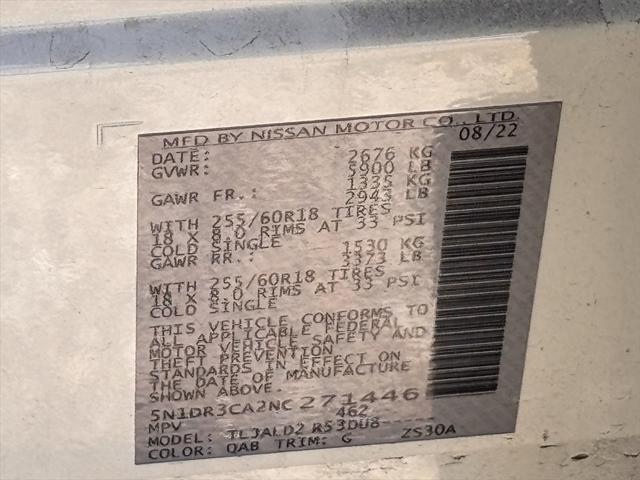 MFD BY NISSAN MOTOR CO., LTD.
DATE: 08/22
GVWR: 2676 KG
5900 LB
GAWR FR.: 1335 KG
2943 LB
WITH 255/60R18 TIRES
18 X 8.0 RIMS AT 33 PSI
COLD SINGLE
GAWR RR.: 1530 KG
3373 LB
WITH 255/60R18 TIRES
18 X 8.0 RIMS AT 33 PSI
COLD SINGLE
THIS VEHICLE CONFORMS TO
ALL APPLICABLE FEDERAL
MOTOR VEHICLE SAFETY AND
THEFT PREVENTION
STANDARDS IN EFFECT ON
THE DATE OF MANUFACTURE
SHOWN ABOVE.
5N1DR3CA2NC271446
MPV 462
MODEL: TLJALD2 R53DU8-----
COLOR: QAB TRIM: G ZS30A